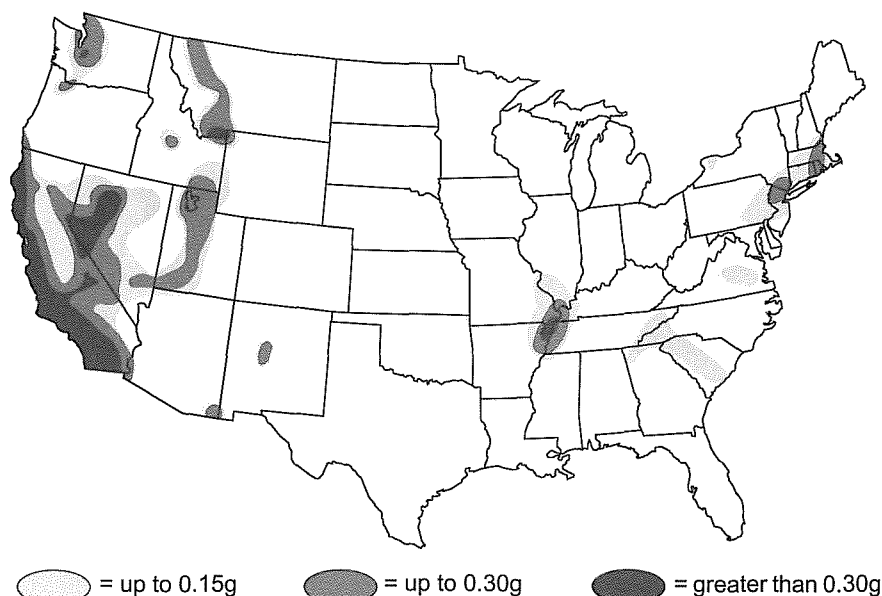 = up to 0.15g = up to 0.30g = greater than 0.30g